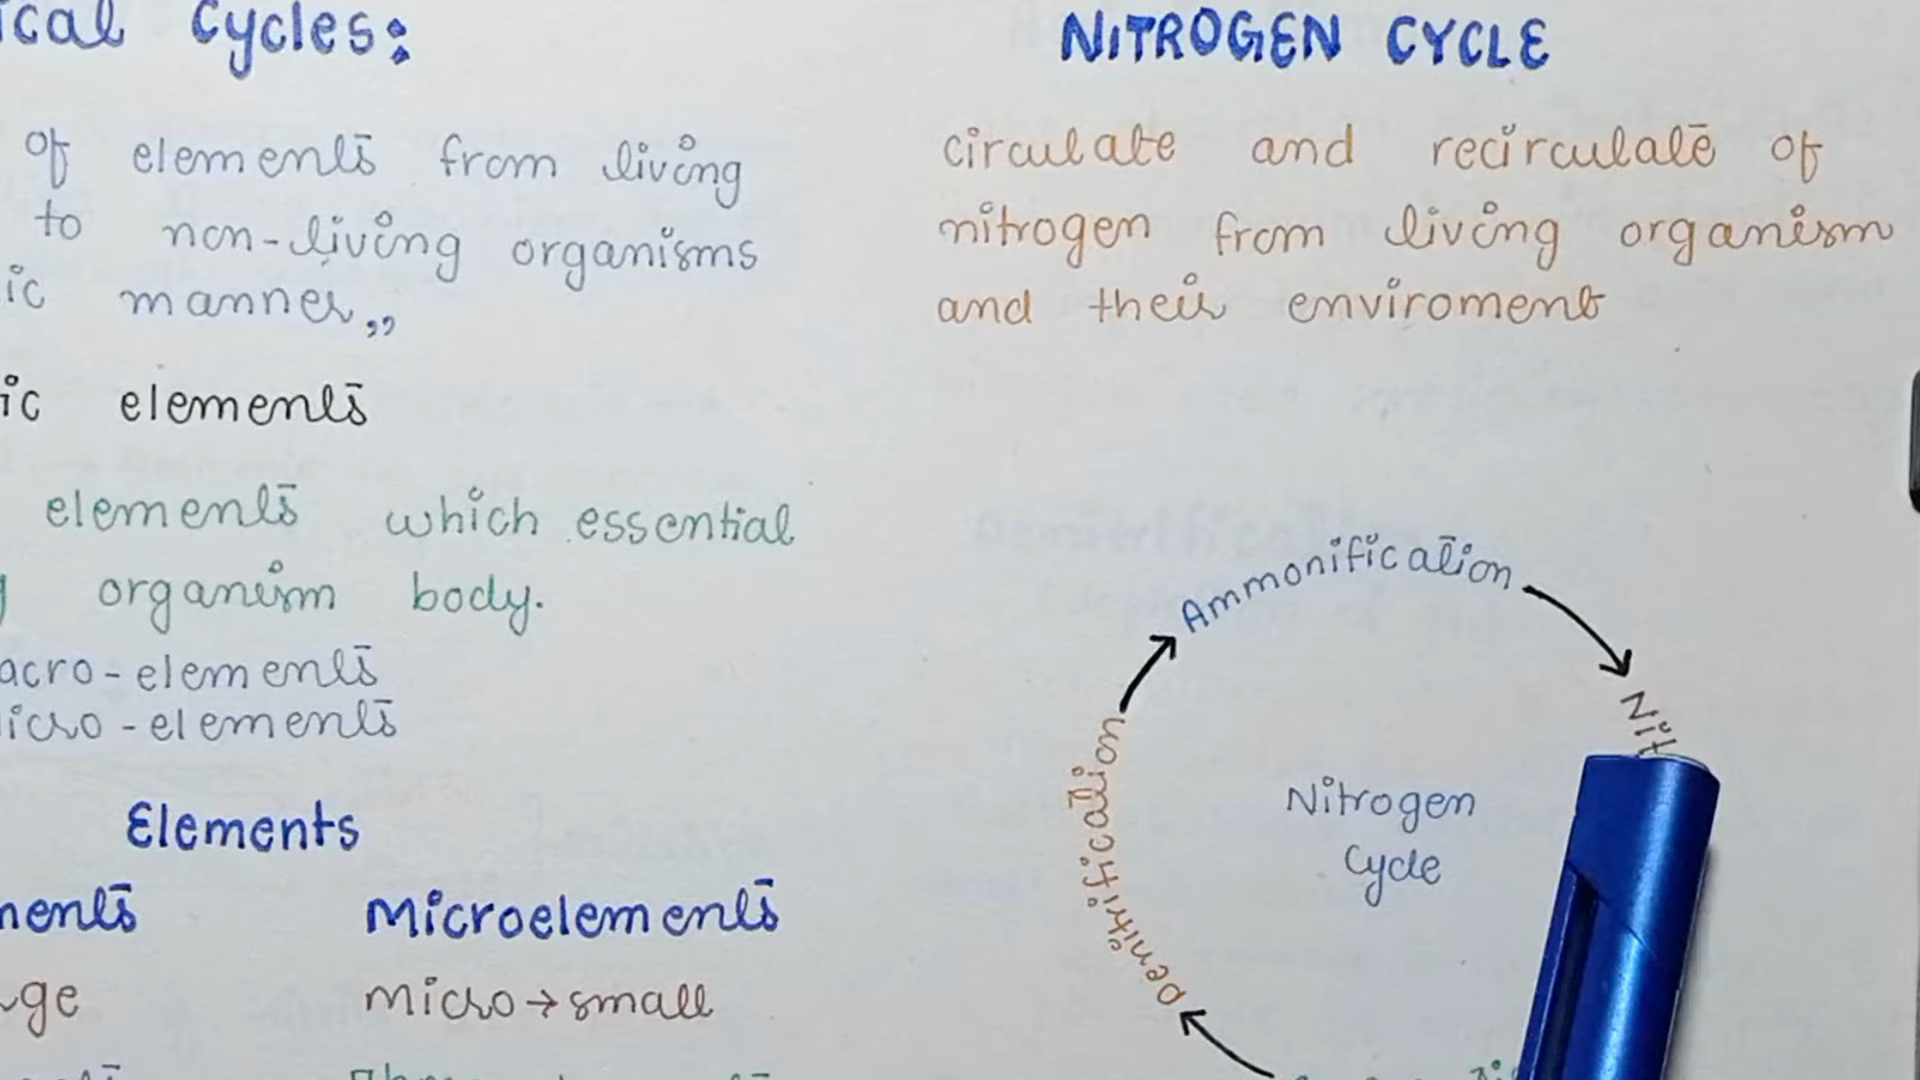 ical Cycles:
of elements from living
to non-living organisms
ic manner,,
ic elements
elements which essential
g organism body.
acro-elements
icro-elements
Elements
ments Microelements
rge micro → small
NITROGEN CYCLE
circulate and recirculate of
nitrogen from living organism
and their enviroment
Ammonification
Nit
Denitrification
Nitrogen
Cycle